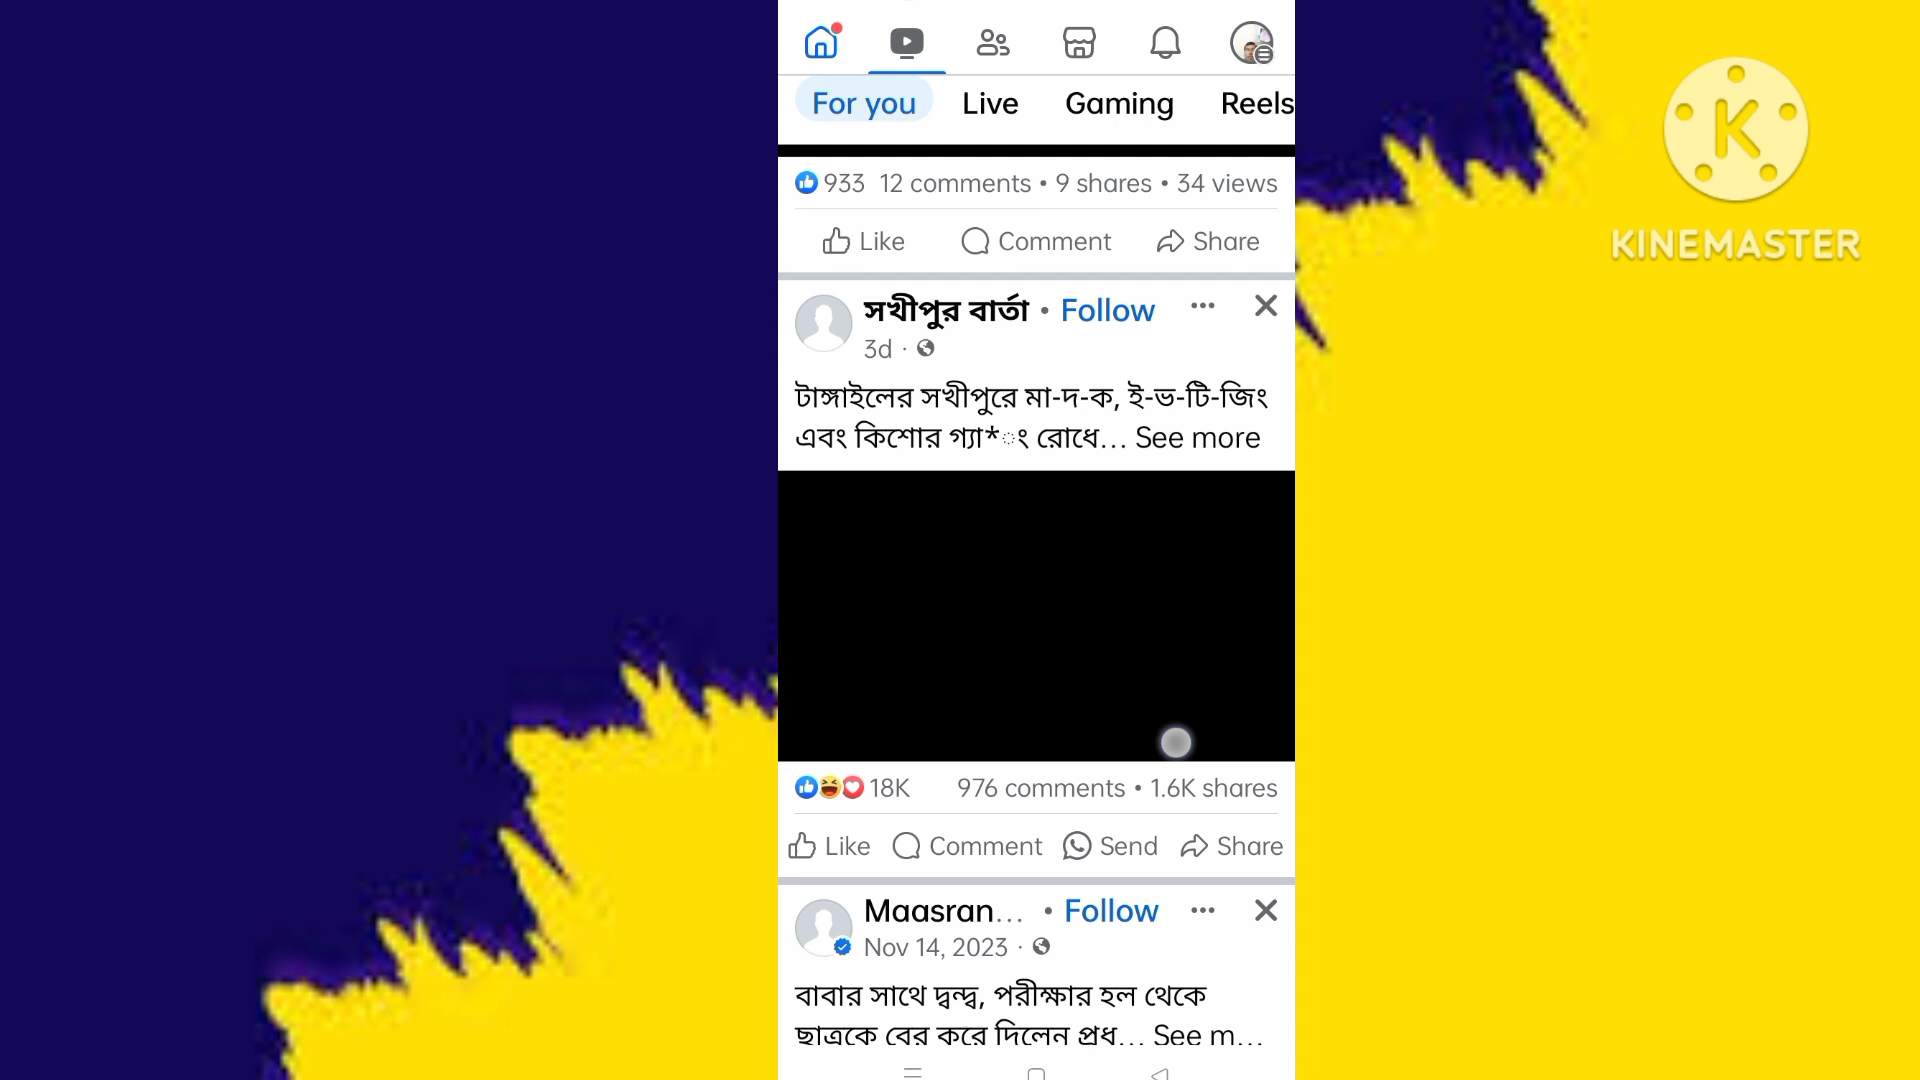 For you Live Gaming Reels
933 12 comments • 9 shares • 34 views
Like Comment Share
সখীপুর বার্তা • Follow
3d ·
টাঙ্গাইলের সখীপুরে মা-দ-ক, ই-ভ-টি-জিং
এবং কিশোর গ্যা*ং রোধে... See more
18K 976 comments • 1.6K shares
Like Comment Send Share
Maasran... • Follow
Nov 14, 2023 ·
বাবার সাথে দ্বন্দ্ব, পরীক্ষার হল থেকে
ছাত্রকে বের করে দিলেন প্রধ... See m...
K
KINEMASTER